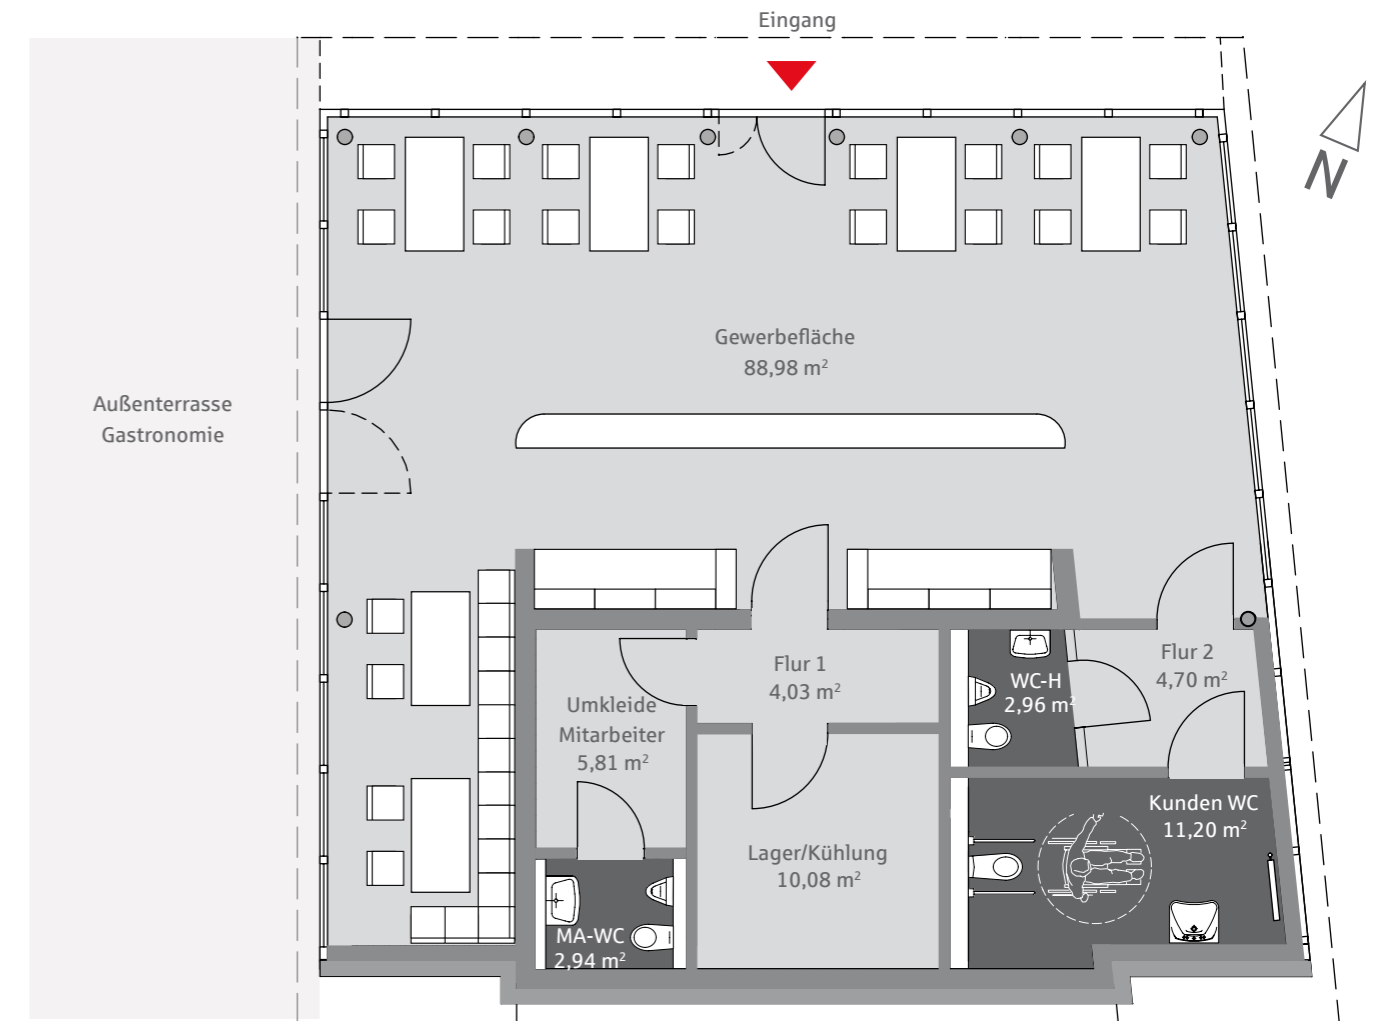 Eingang
N
Gewerbefläche
88,98 m²
Außenterrasse
Gastronomie
Flur 1
4,03 m²
Flur 2
4,70 m²
WC-H
2,96 m²
Umkleide
Mitarbeiter
5,81 m²
Kunden WC
11,20 m²
Lager/Kühlung
10,08 m²
MA-WC
2,94 m²